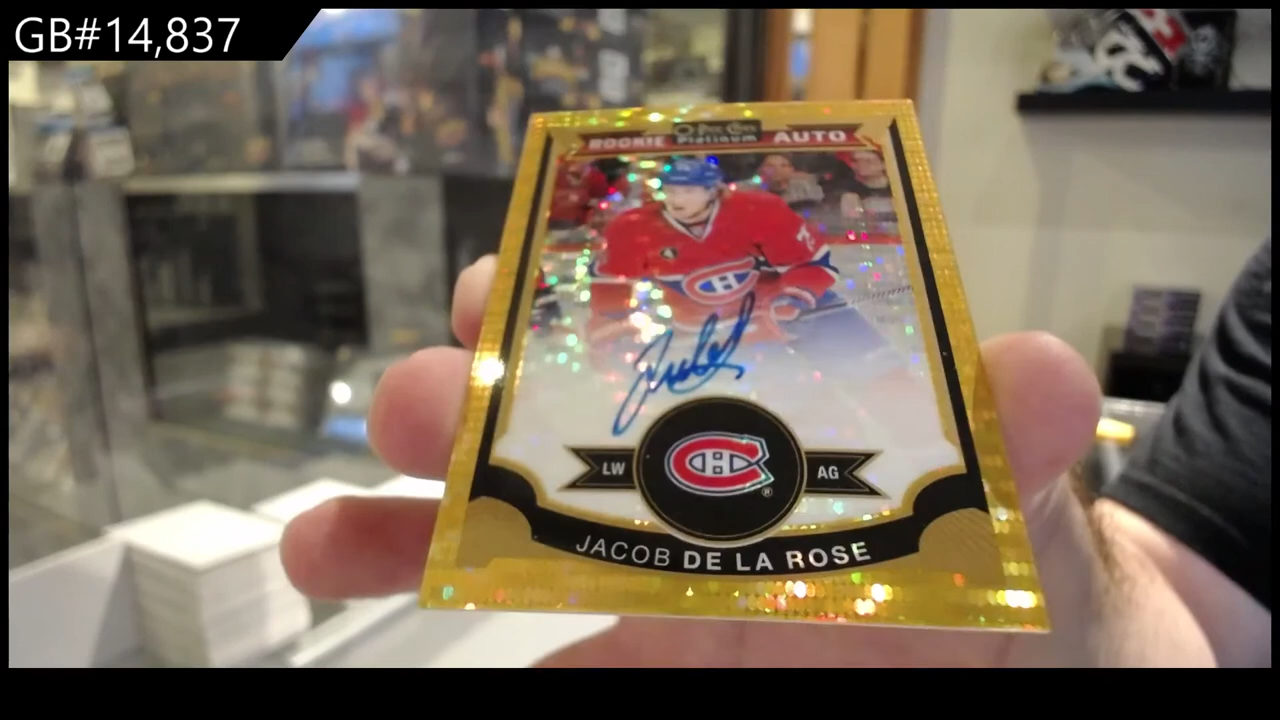 GB#14,837
O-Pee-Chee
ROOKIE Platinum AUTO
LW AG
JACOB DE LA ROSE